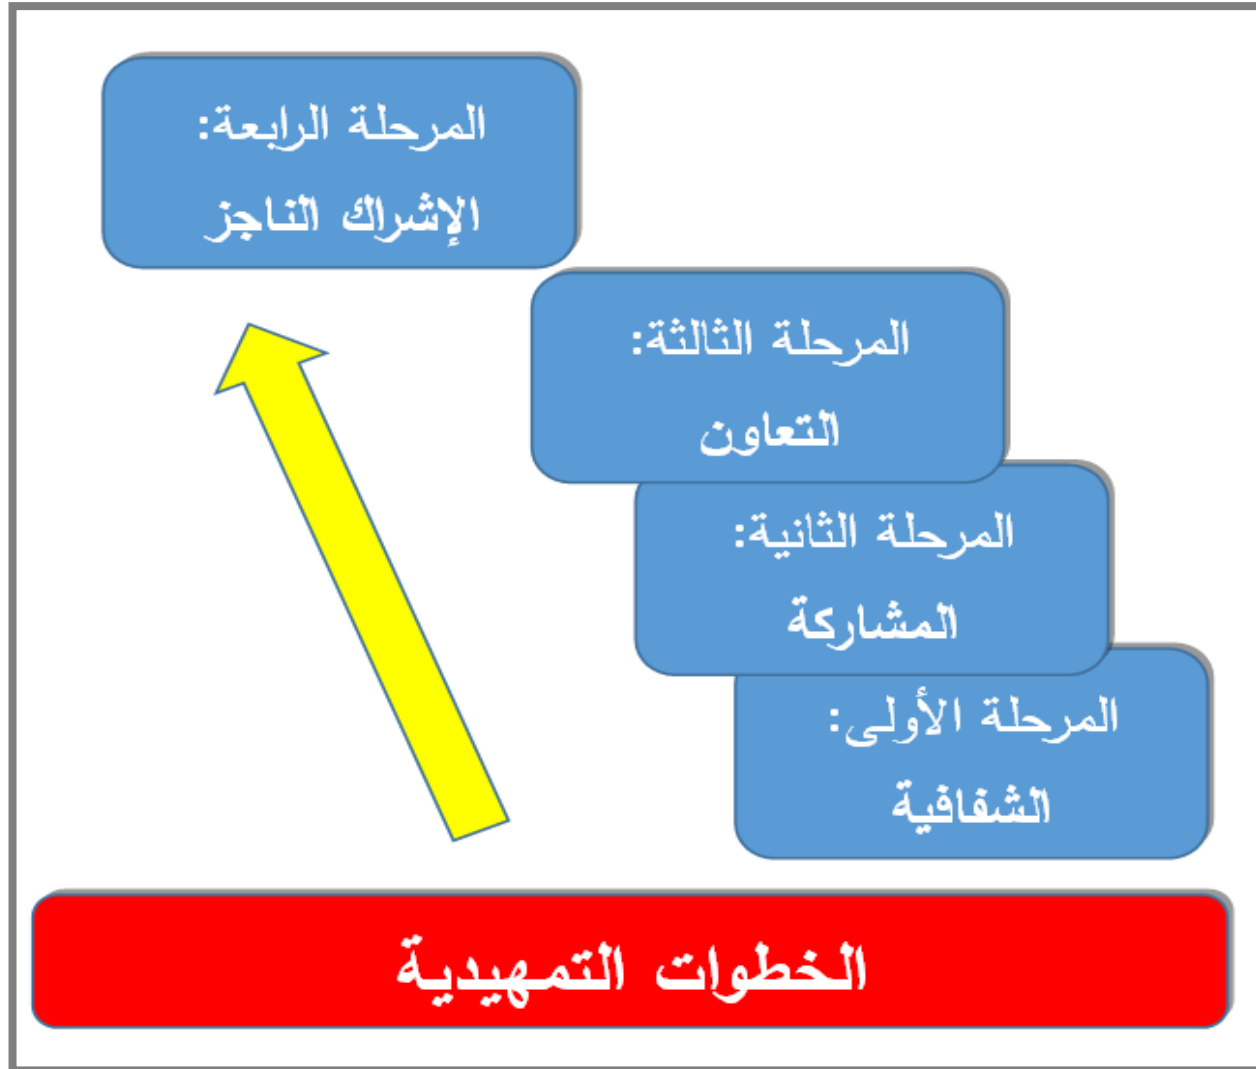 المرحلة الرابعة:
الإشراك الناجز
المرحلة الثالثة:
التعاون
المرحلة الثانية:
المشاركة
المرحلة الأولى:
الشفافية
الخطوات التمهيدية